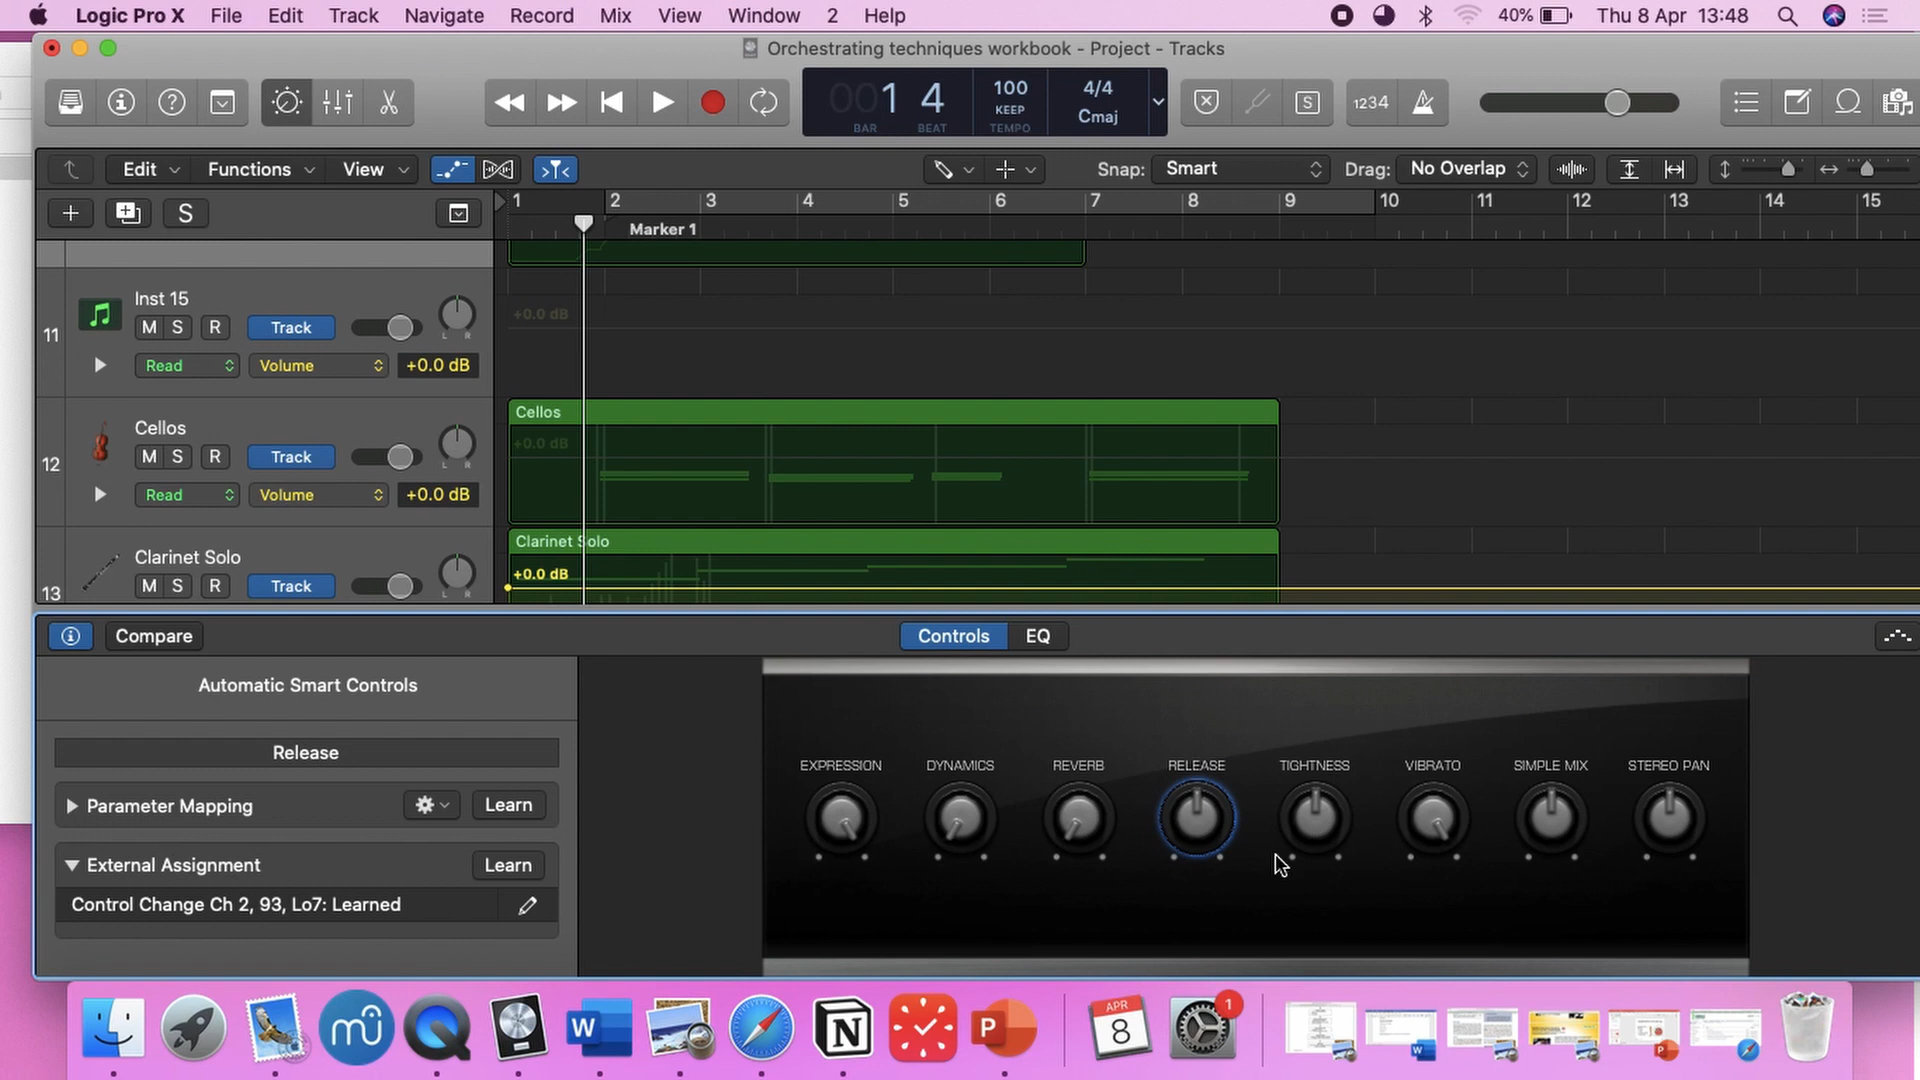 Logic Pro X File Edit Track Navigate Record Mix View Window 2 Help 40% Thu 8 Apr 13:48
Orchestrating techniques workbook - Project - Tracks
001 4 100 4/4
KEEP Cmaj
BAR BEAT TEMPO
S 1234
Edit Functions View Snap: Smart Drag: No Overlap
S 1 2 3 4 5 6 7 8 9 10 11 12 13 14 15
Marker 1
11 Inst 15
M S R Track L R
Read Volume +0.0 dB
+0.0 dB
12 Cellos
M S R Track L R
Read Volume +0.0 dB
Cellos
+0.0 dB
13 Clarinet Solo
M S R Track L R
Clarinet Solo
+0.0 dB
Compare Controls EQ
Automatic Smart Controls
Release
Parameter Mapping Learn
External Assignment Learn
Control Change Ch 2, 93, Lo7: Learned
EXPRESSION DYNAMICS REVERB RELEASE TIGHTNESS VIBRATO SIMPLE MIX STEREO PAN
W N P APR 8 1